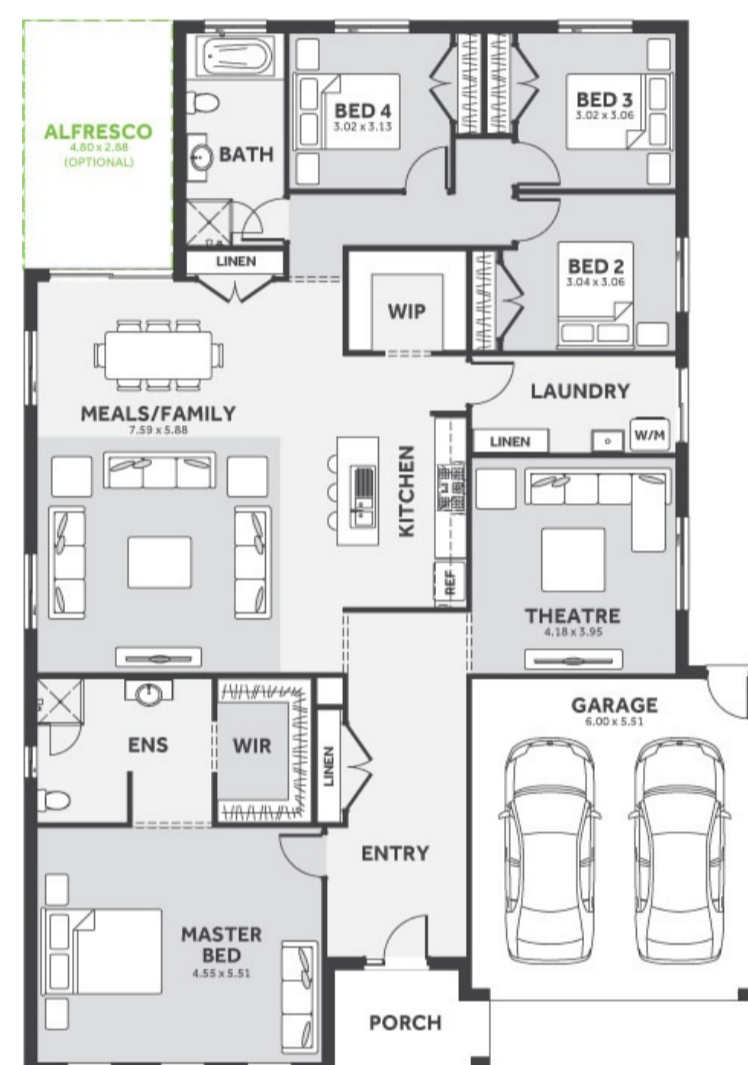 ALFRESCO
4.80 x 2.88
(OPTIONAL)
BATH
BED 4
3.02 x 3.13
BED 3
3.02 x 3.06
LINEN
BED 2
3.04 x 3.06
WIP
MEALS/FAMILY
7.59 x 5.88
LAUNDRY
LINEN
W/M
KITCHEN
REF
THEATRE
4.18 x 3.95
GARAGE
6.00 x 5.51
ENS
WIR
LINEN
ENTRY
MASTER
BED
4.55 x 5.51
PORCH